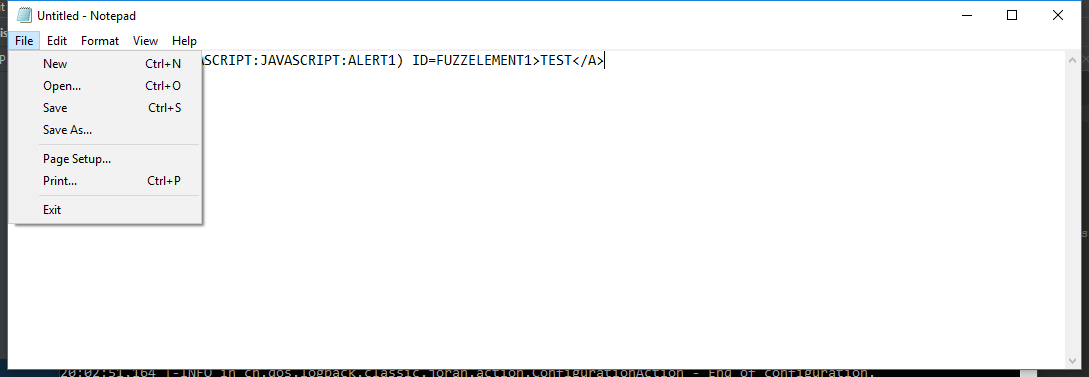 Untitled - Notepad
File Edit Format View Help
ASCRIPT:JAVASCRIPT:ALERT1) ID=FUZZELEMENT1>TEST</A>
New Ctrl+N
Open... Ctrl+O
Save Ctrl+S
Save As...
Page Setup...
Print... Ctrl+P
Exit
20:02:51.164 |-INFO in ch.qos.logback.classic.joran.action.ConfigurationAction - End of configuration.